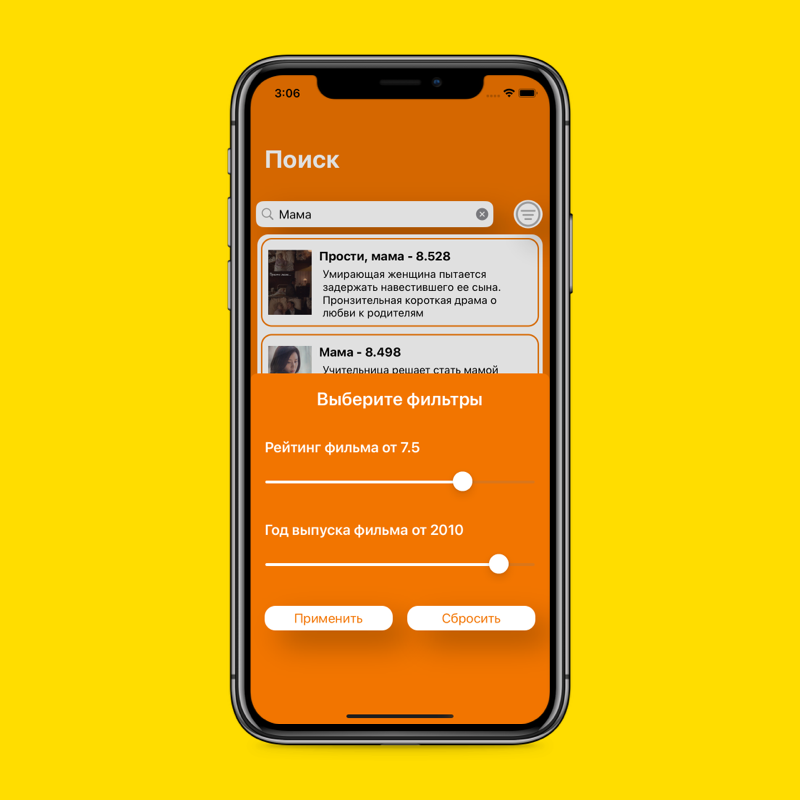 3:06
Поиск
Мама
Прости, мама - 8.528
Умирающая женщина пытается
задержать навестившего ее сына.
Пронзительная короткая драма о
любви к родителям
Мама - 8.498
Учительница решает стать мамой
Выберите фильтры
Рейтинг фильма от 7.5
Год выпуска фильма от 2010
Применить
Сбросить